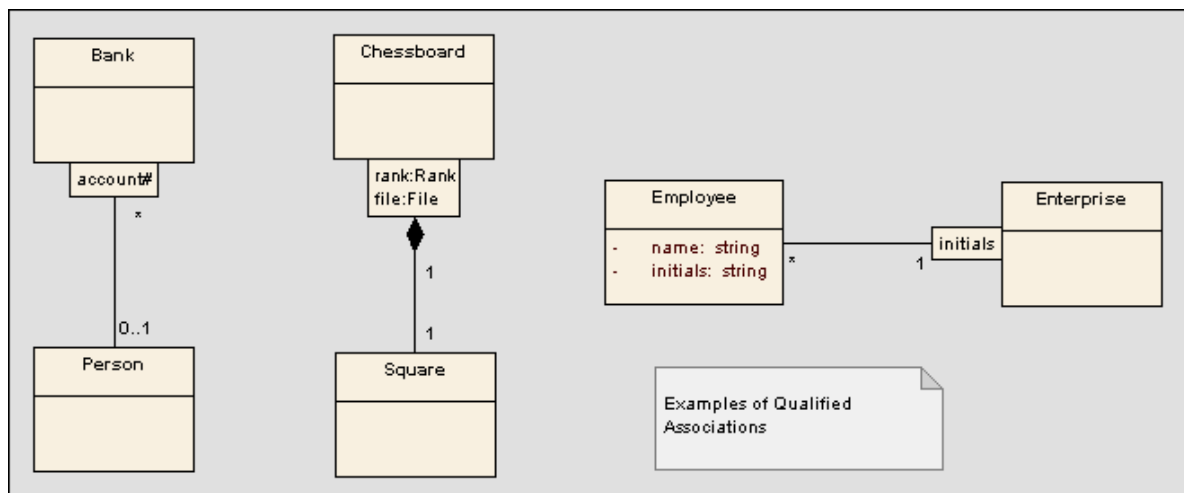 Bank
account#
*
0..1
Person
Chessboard
rank:Rank
file:File
1
1
Square
Employee
- name: string
- initials: string
*
1
initials
Enterprise
Examples of Qualified
Associations